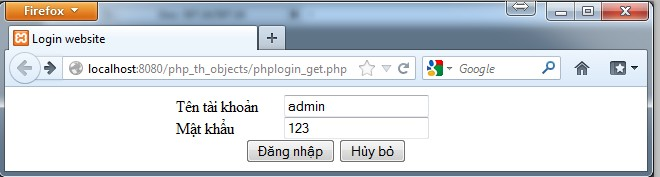 Firefox
Login website
localhost:8080/php_th_objects/phplogin_get.php
Google
Tên tài khoản admin
Mật khẩu 123
Đăng nhập Hủy bỏ